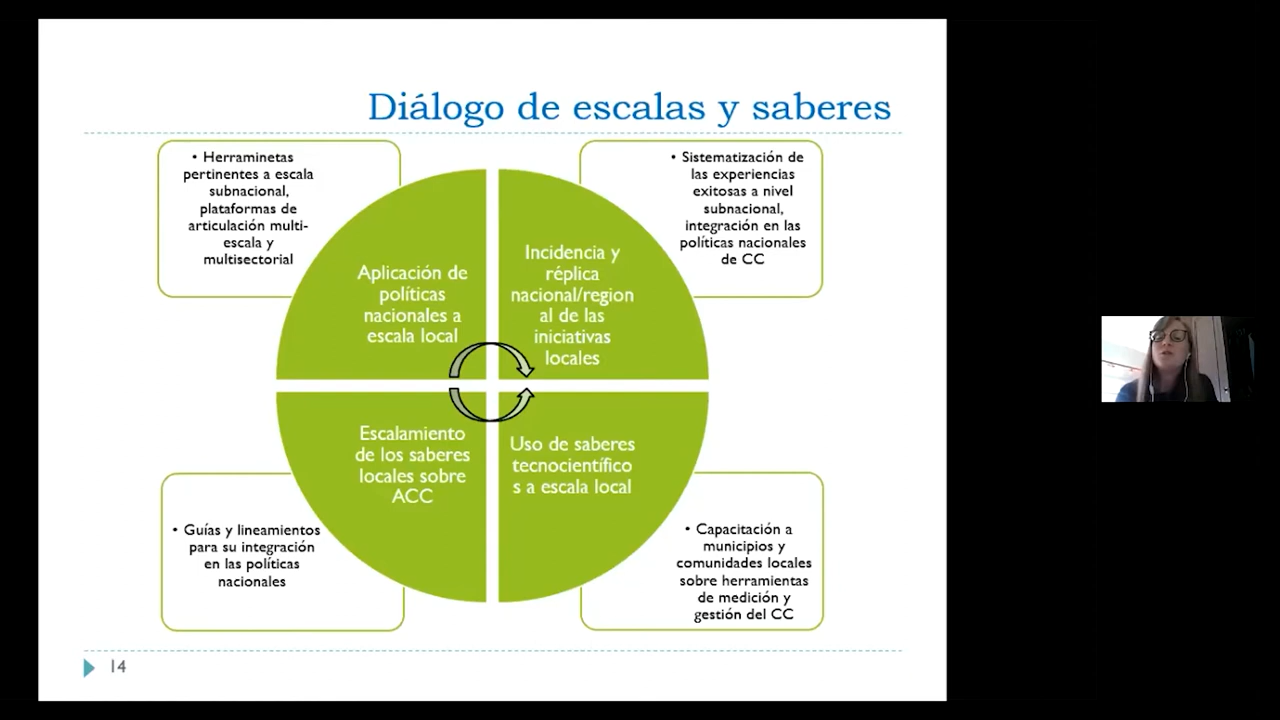 Diálogo de escalas y saberes
• Herraminetas
pertinentes a escala
subnacional,
plataformas de
articulación multi-
escala y
multisectorial
• Sistematización de
las experiencias
exitosas a nivel
subnacional,
integración en las
políticas nacionales
de CC
Aplicación de
políticas
nacionales a
escala local
Incidencia y
réplica
nacional/region
al de las
iniciativas
locales
Escalamiento
de los saberes
locales sobre
ACC
Uso de saberes
tecnocientífico
s a escala local
• Guías y lineamientos
para su integración
en las políticas
nacionales
• Capacitación a
municipios y
comunidades locales
sobre herramientas
de medición y
gestión del CC
14